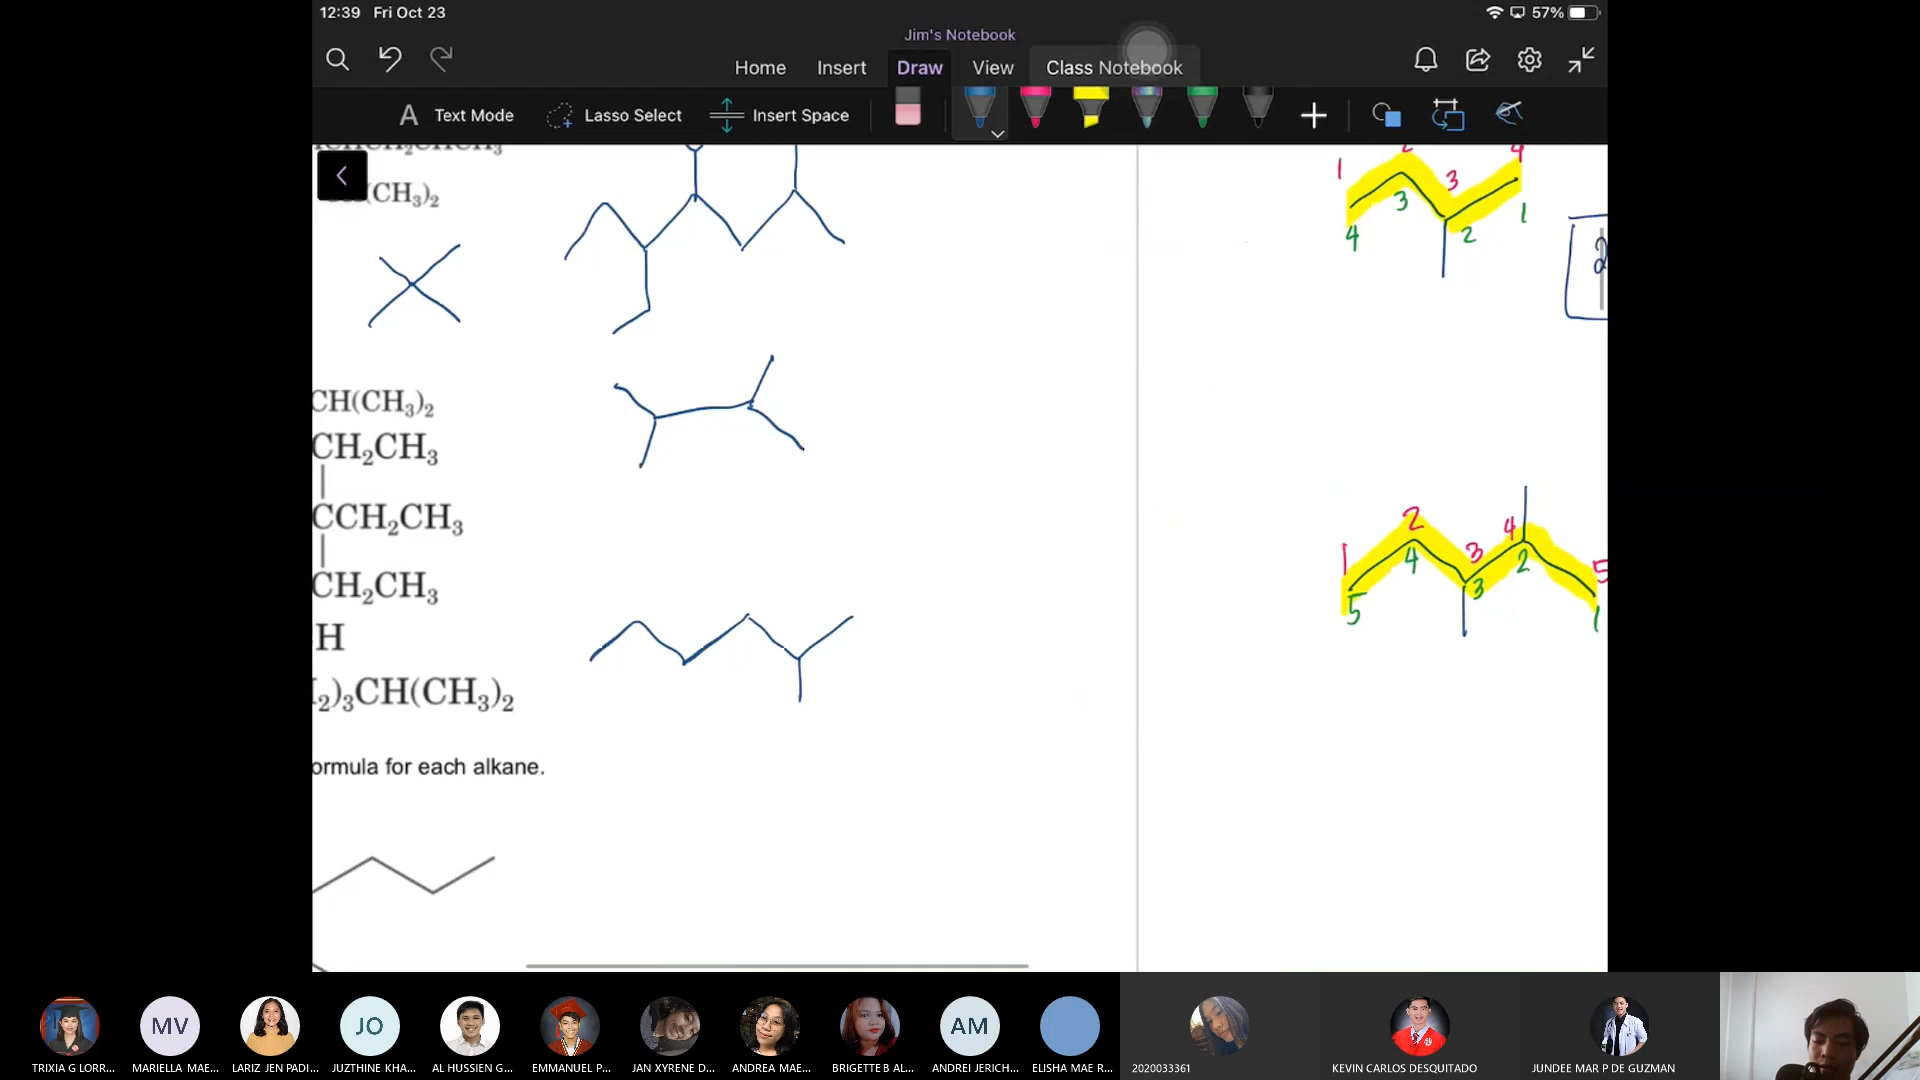 12:39 Fri Oct 23
57%
Jim's Notebook
Home Insert Draw View Class Notebook
A Text Mode Lasso Select Insert Space
(CH₃)₂
CH(CH₃)₂
CH₂CH₃
CCH₂CH₃
CH₂CH₃
H
₂)₃CH(CH₃)₂
ormula for each alkane.
1 2 3 4
4 3 2 1
2
1 2 3 4 5
5 4 3 2 1
TRIXIA G LORR... MARIELLA MAE... LARIZ JEN PADI... JUZTHINE KHA... AL HUSSIEN G... EMMANUEL P... JAN XYRENE D... ANDREA MAE... BRIGETTE B AL... ANDREI JERICH... ELISHA MAE R... 2020033361 KEVIN CARLOS DESQUITADO JUNDEE MAR P DE GUZMAN
MV JO AM